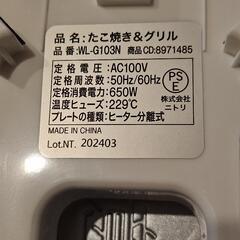 品名:たこ焼き&グリル
品番:WL-G103N 商品CD:8971485
定格電圧:AC100V
定格周波数:50Hz/60Hz
定格消費電力:650W
温度ヒューズ:229℃
プレートの種類:ヒーター分離式
PSE
株式会社
ニトリ
MADE IN CHINA
Lot.NT. 202403